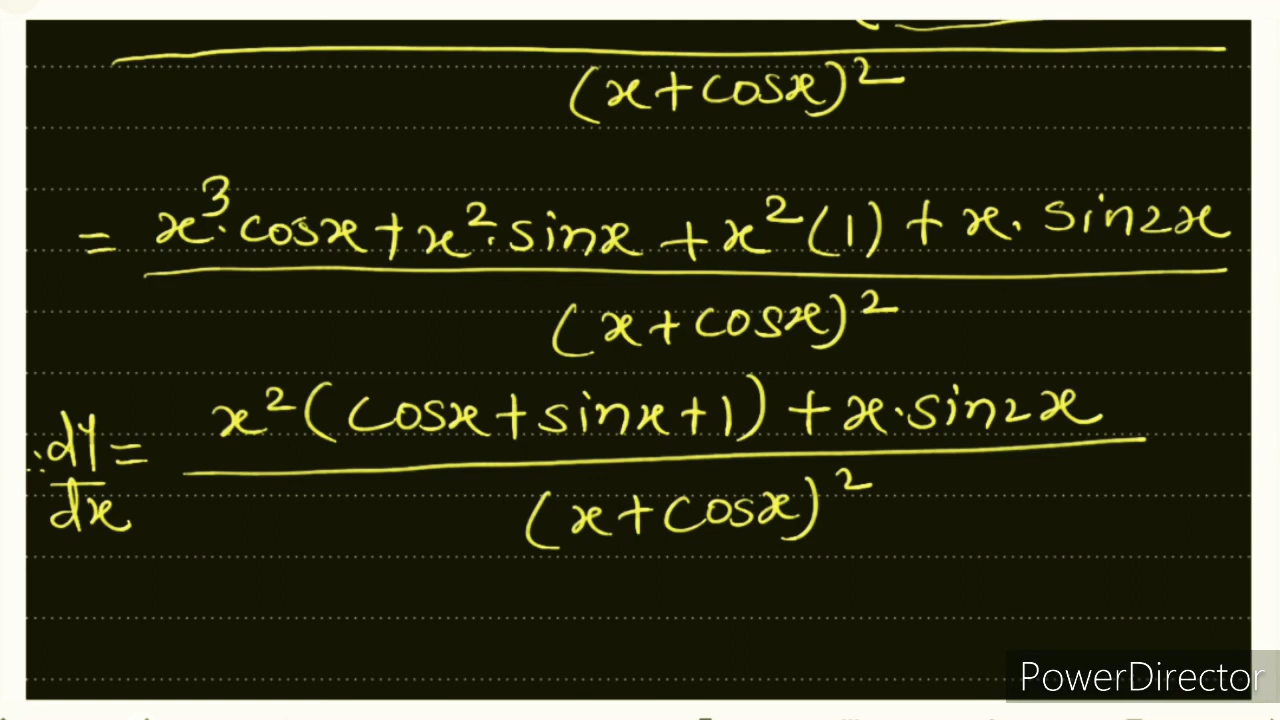 (x+cosx)²
= x³·cosx+x²·sinx+x²(1)+x·sin2x
(x+cosx)²
∴dy/dx= x²(cosx+sinx+1)+x·sin2x
(x+cosx)²
PowerDirector